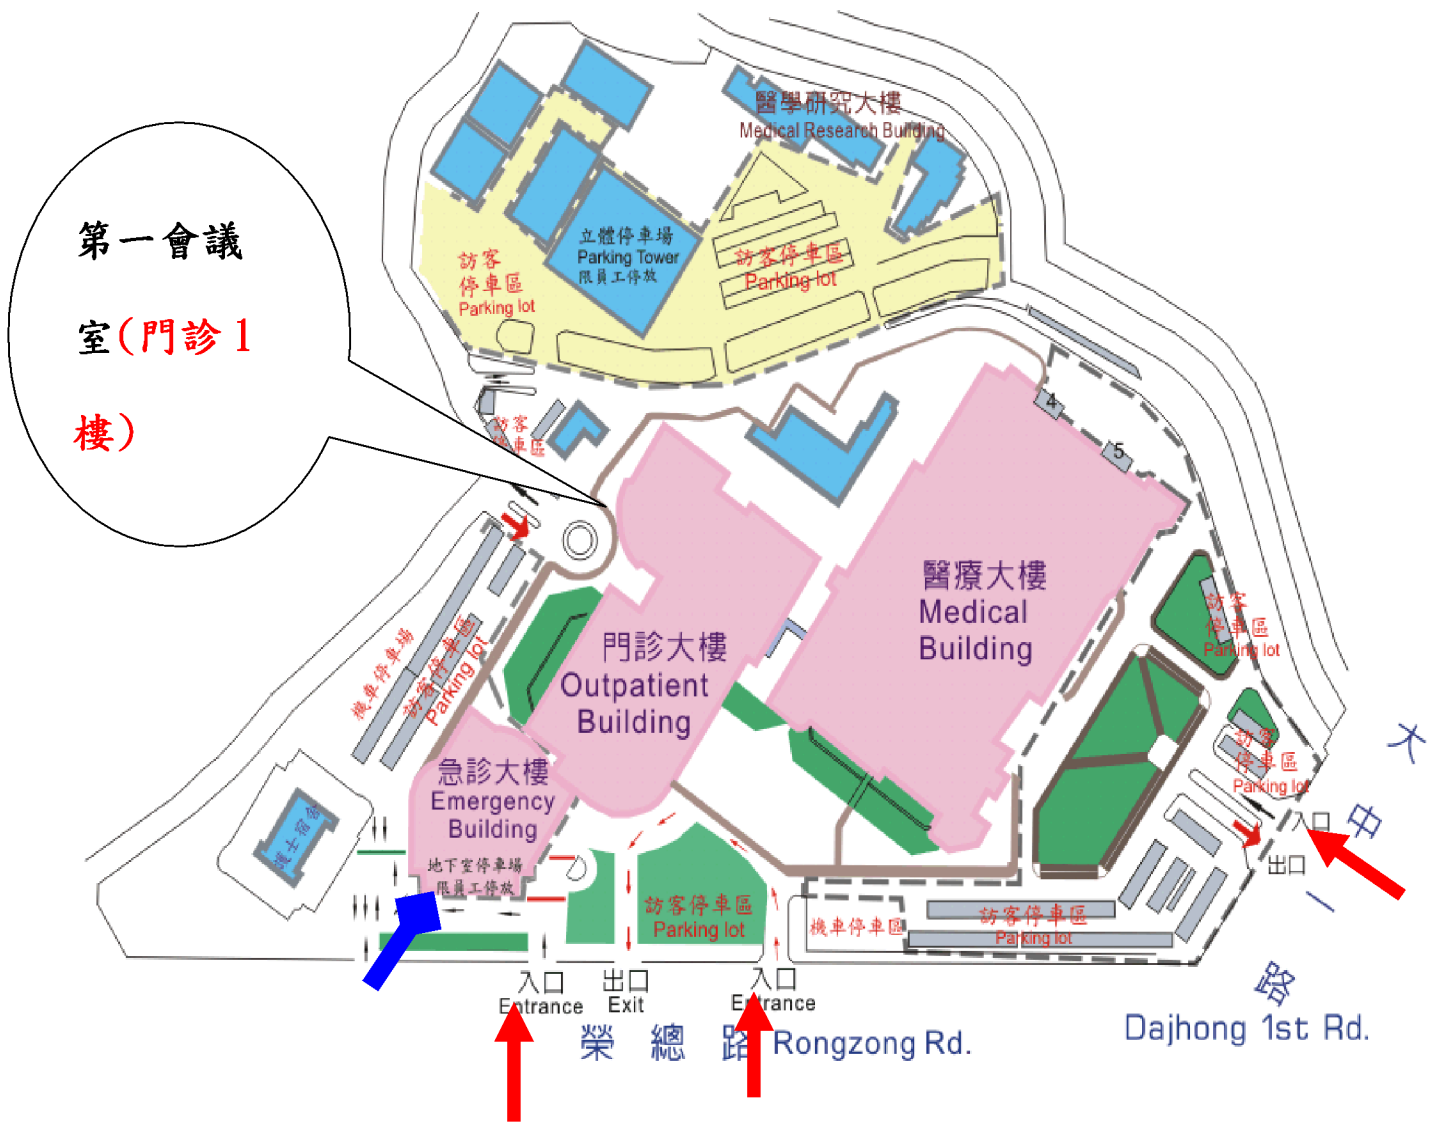 醫學研究大樓
Medical Research Building
第一會議
室(門診1
樓)
立體停車場
Parking Tower
限員工停放
訪客
停車區
Parking lot
訪客停車區
Parking lot
訪客
停車區
4
5
醫療大樓
Medical
Building
門診大樓
Outpatient
Building
機車停車場
訪客停車區
Parking lot
訪客
停車區
Parking lot
訪客
停車區
Parking lot
急診大樓
Emergency
Building
地下室停車場
限員工停放
護士宿舍
訪客停車區
Parking lot
機車停車區
訪客停車區
Parking lot
入口
出口
入口
Entrance
出口
Exit
入口
Entrance
榮總路 Rongzong Rd.
大中一路
Dajhong 1st Rd.